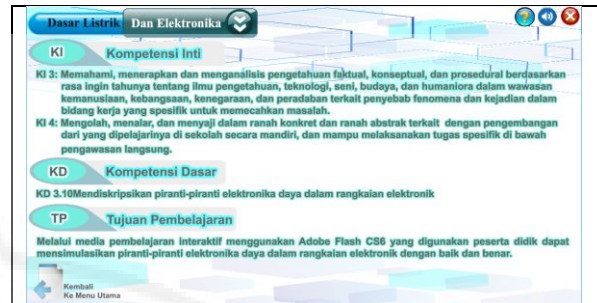 Dasar Listrik Dan Elektronika
KI Kompetensi Inti
KI 3: Memahami, menerapkan dan menganalisis pengetahuan faktual, konseptual, dan prosedural berdasarkan
rasa ingin tahunya tentang ilmu pengetahuan, teknologi, seni, budaya, dan humaniora dalam wawasan
kemanusiaan, kebangsaan, kenegaraan, dan peradaban terkait penyebab fenomena dan kejadian dalam
bidang kerja yang spesifik untuk memecahkan masalah.
KI 4: Mengolah, menalar, dan menyaji dalam ranah konkret dan ranah abstrak terkait dengan pengembangan
dari yang dipelajarinya di sekolah secara mandiri, dan mampu melaksanakan tugas spesifik di bawah
pengawasan langsung.
KD Kompetensi Dasar
KD 3.10Mendiskripsikan piranti-piranti elektronika daya dalam rangkaian elektronik
TP Tujuan Pembelajaran
Melalui media pembelajaran interaktif menggunakan Adobe Flash CS6 yang digunakan peserta didik dapat
mensimulasikan piranti-piranti elektronika daya dalam rangkaian elektronik dengan baik dan benar.
Kembali
Ke Menu Utama